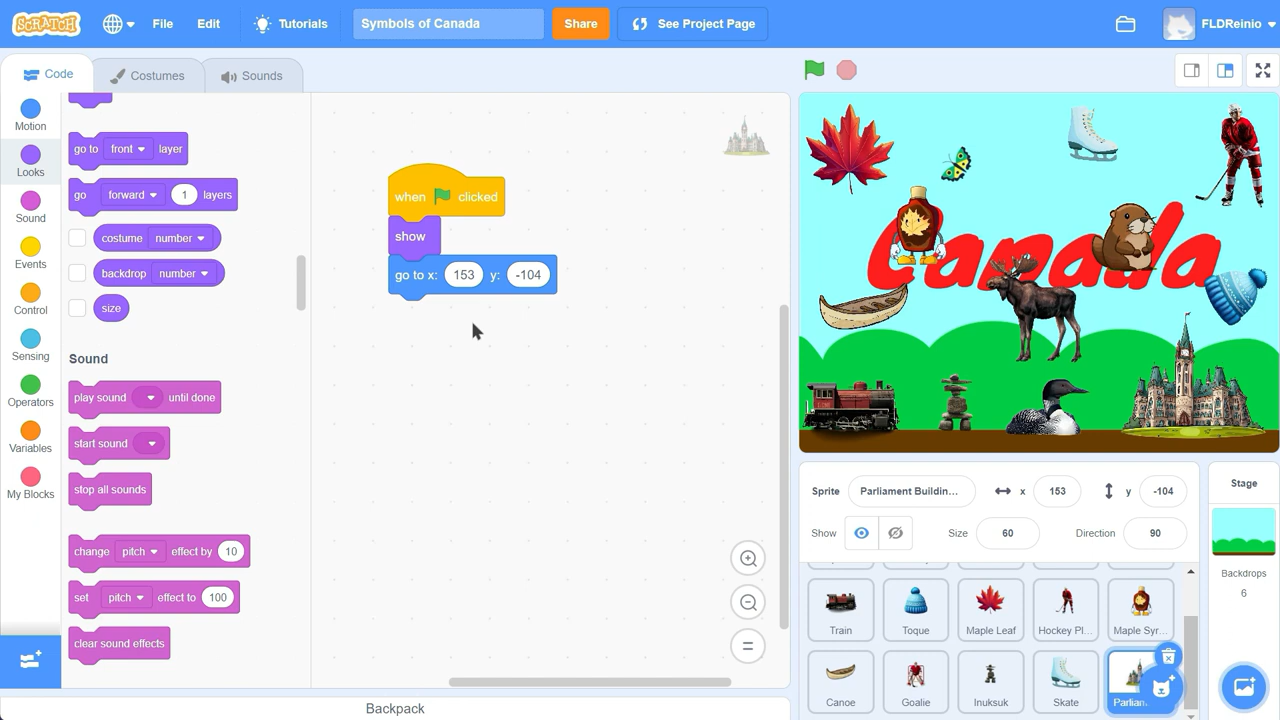 SCRATCH
File
Edit
Tutorials
Symbols of Canada
Share
See Project Page
FLDReinio
Code
Costumes
Sounds
Motion
Looks
Sound
Events
Control
Sensing
Operators
Variables
My Blocks
go to front layer
go forward 1 layers
costume number
backdrop number
size
Sound
play sound until done
start sound
stop all sounds
change pitch effect by 10
set pitch effect to 100
clear sound effects
when clicked
show
go to x: 153 y: -104
Backpack
Canada
Sprite
Parliament Buildin...
x
153
y
-104
Show
Size
60
Direction
90
Train
Toque
Maple Leaf
Hockey Pl...
Maple Syr...
Canoe
Goalie
Inuksuk
Skate
Parliam
Stage
Backdrops
6